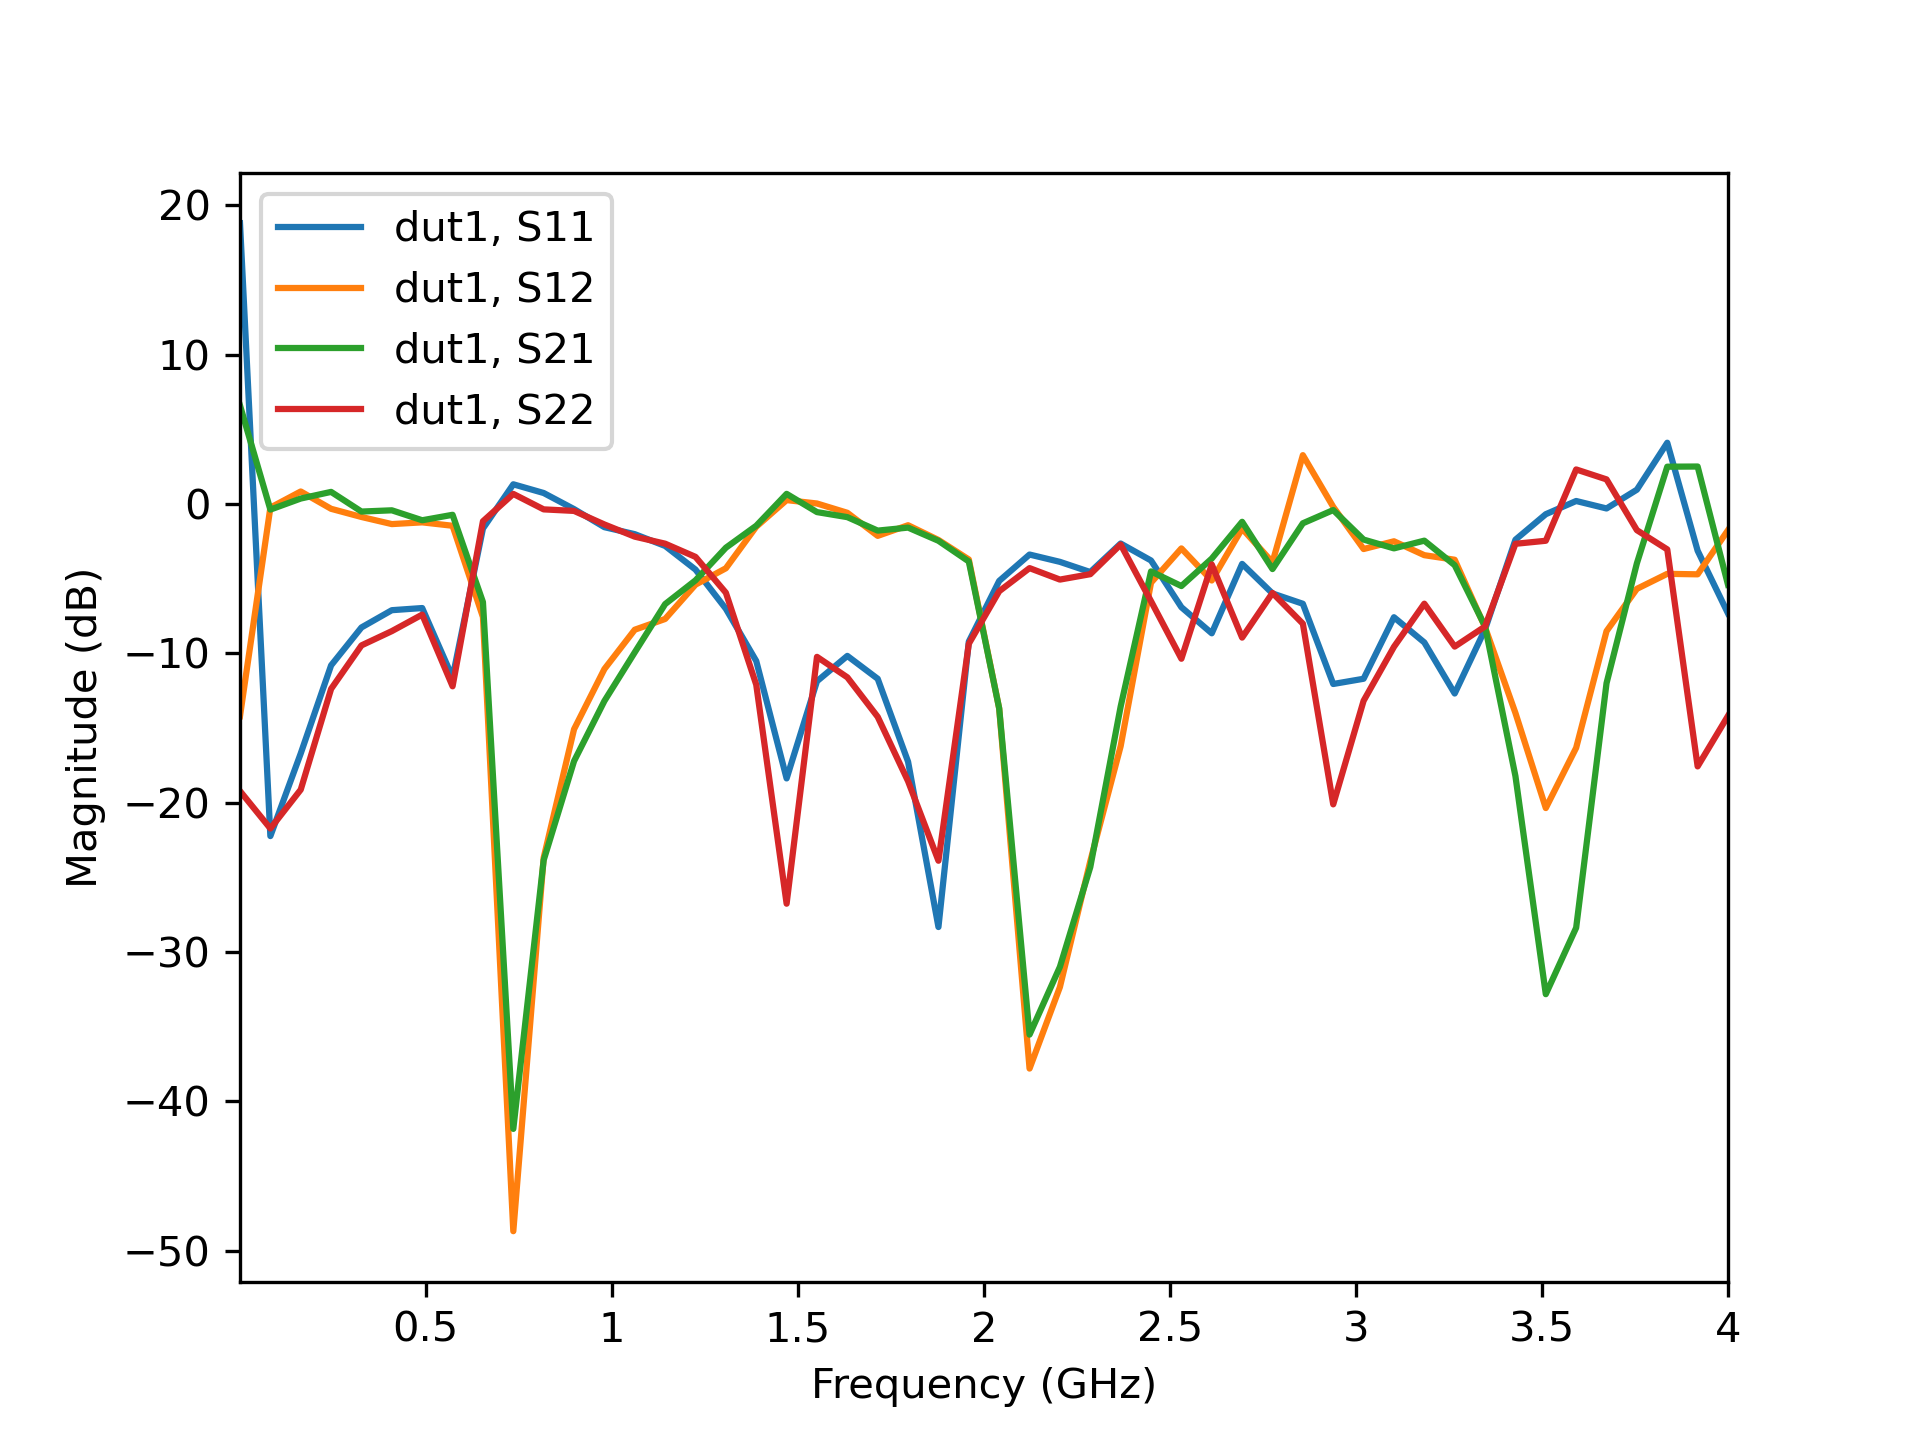 20
10
0
−10
−20
−30
−40
−50
Magnitude (dB)
dut1, S11
dut1, S12
dut1, S21
dut1, S22
0.5 1 1.5 2 2.5 3 3.5 4
Frequency (GHz)